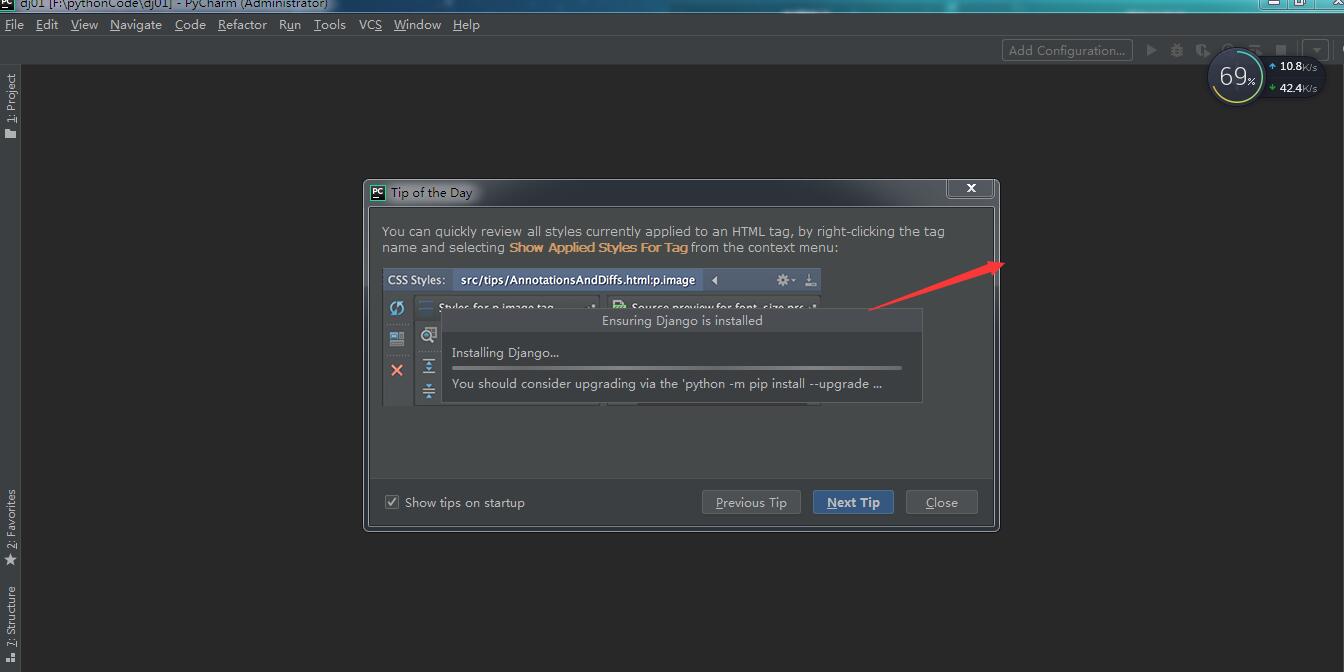 dj01 [F:\pythonCode\dj01] - PyCharm (Administrator)
File Edit View Navigate Code Refactor Run Tools VCS Window Help
Add Configuration...
69%
10.8K/s
42.4K/s
1: Project
PC Tip of the Day
You can quickly review all styles currently applied to an HTML tag, by right-clicking the tag
name and selecting Show Applied Styles For Tag from the context menu:
CSS Styles: src/tips/AnnotationsAndDiffs.html:p.image
Styles for p.image tag
Source preview for font-size pro
Ensuring Django is installed
Installing Django...
You should consider upgrading via the 'python -m pip install --upgrade ...
Show tips on startup
Previous Tip
Next Tip
Close
2: Favorites
7: Structure